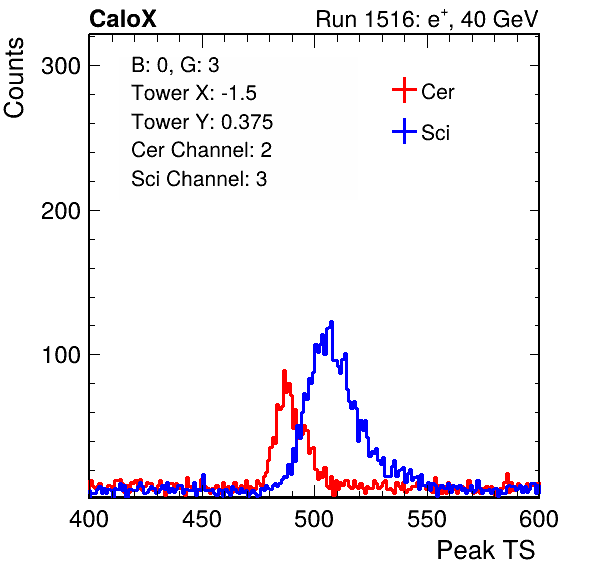 CaloX Run 1516: e⁺, 40 GeV
Counts
B: 0, G: 3
Tower X: -1.5
Tower Y: 0.375
Cer Channel: 2
Sci Channel: 3
Cer
Sci
300
200
100
400 450 500 550 600
Peak TS